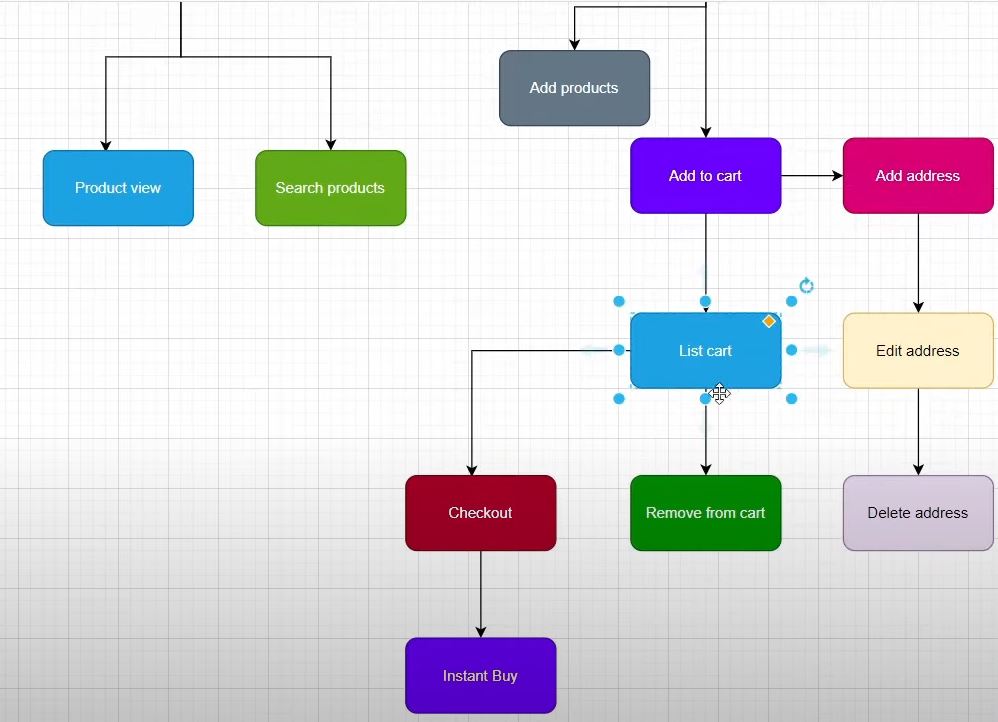 Add products
Product view
Search products
Add to cart
Add address
List cart
Edit address
Checkout
Remove from cart
Delete address
Instant Buy